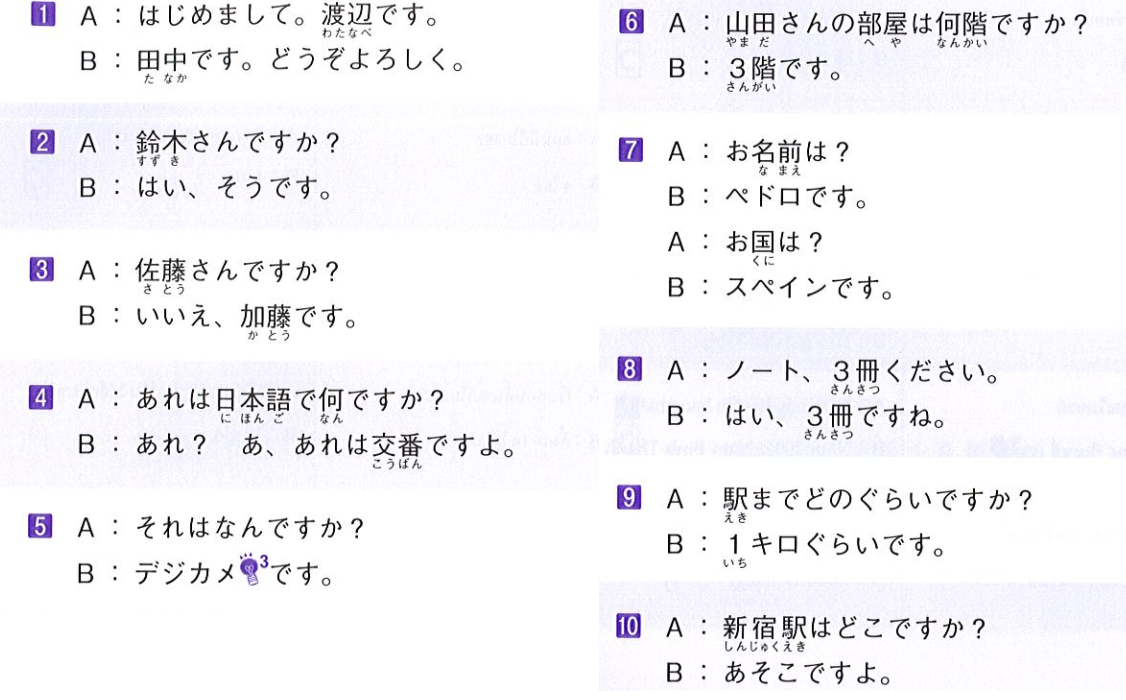 1 A：はじめまして。渡辺です。
わたなべ
B：田中です。どうぞよろしく。
たなか
2 A：鈴木さんですか？
すずき
B：はい、そうです。
3 A：佐藤さんですか？
さとう
B：いいえ、加藤です。
かとう
4 A：あれは日本語で何ですか？
にほんご なん
B：あれ？　あ、あれは交番ですよ。
こうばん
5 A：それはなんですか？
B：デジカメ3です。
6 A：山田さんの部屋は何階ですか？
やまだ へや なんかい
B：3階です。
さんがい
7 A：お名前は？
なまえ
B：ペドロです。
A：お国は？
くに
B：スペインです。
8 A：ノート、3冊ください。
さんさつ
B：はい、3冊ですね。
さんさつ
9 A：駅までどのぐらいですか？
えき
B：1キロぐらいです。
いち
10 A：新宿駅はどこですか？
しんじゅくえき
B：あそこですよ。